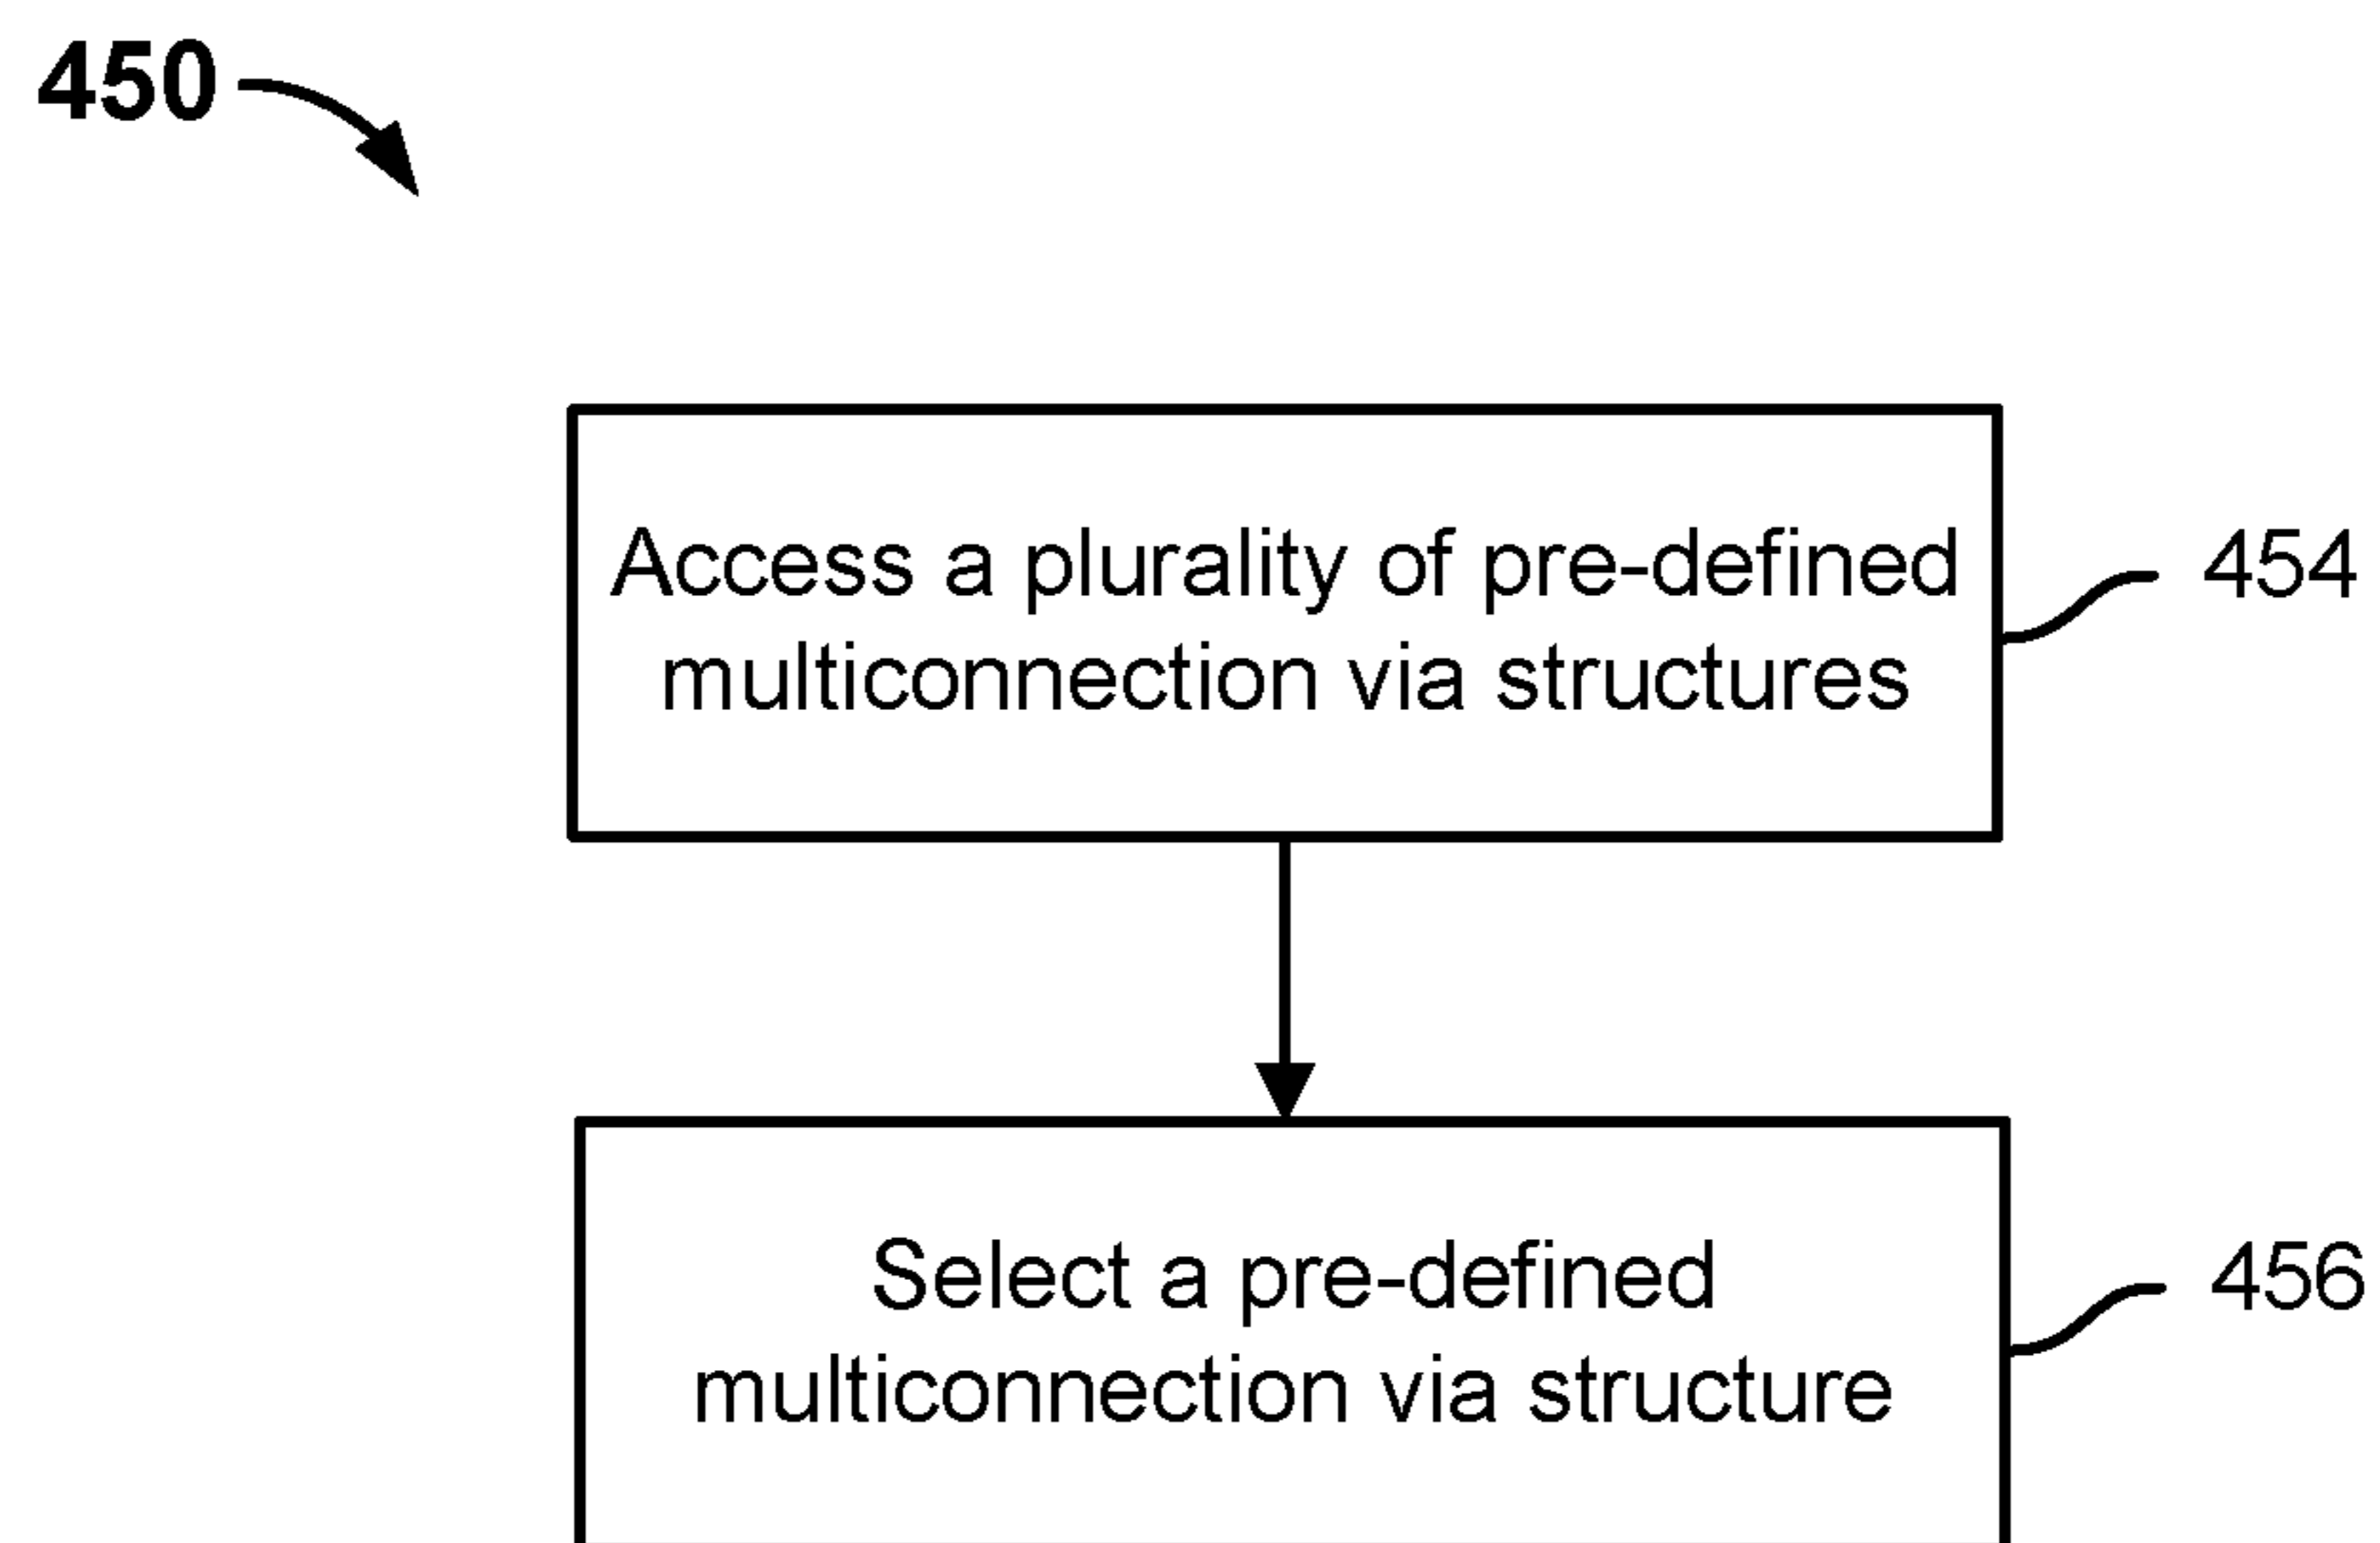 450
Access a plurality of pre-defined
multiconnection via structures
454
Select a pre-defined
multiconnection via structure
456